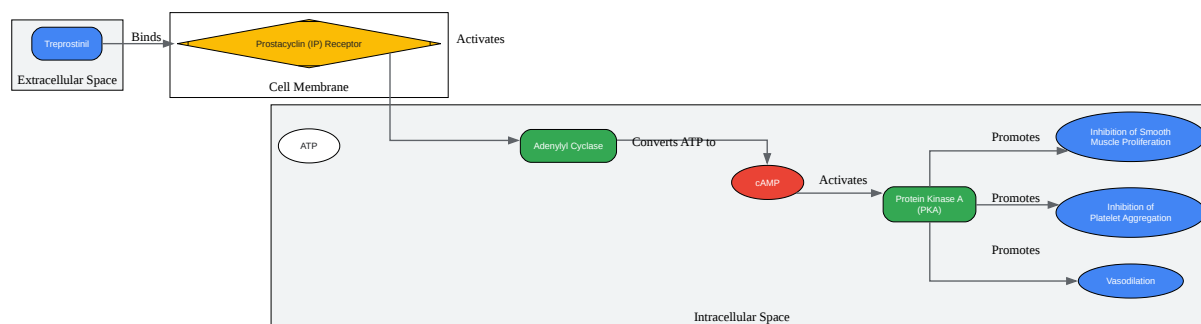 Treprostinil
Binds
Extracellular Space
Prostacyclin (IP) Receptor
Cell Membrane
Activates
ATP
Adenylyl Cyclase
Converts ATP to
cAMP
Activates
Protein Kinase A
(PKA)
Promotes
Inhibition of Smooth
Muscle Proliferation
Promotes
Inhibition of
Platelet Aggregation
Promotes
Vasodilation
Intracellular Space